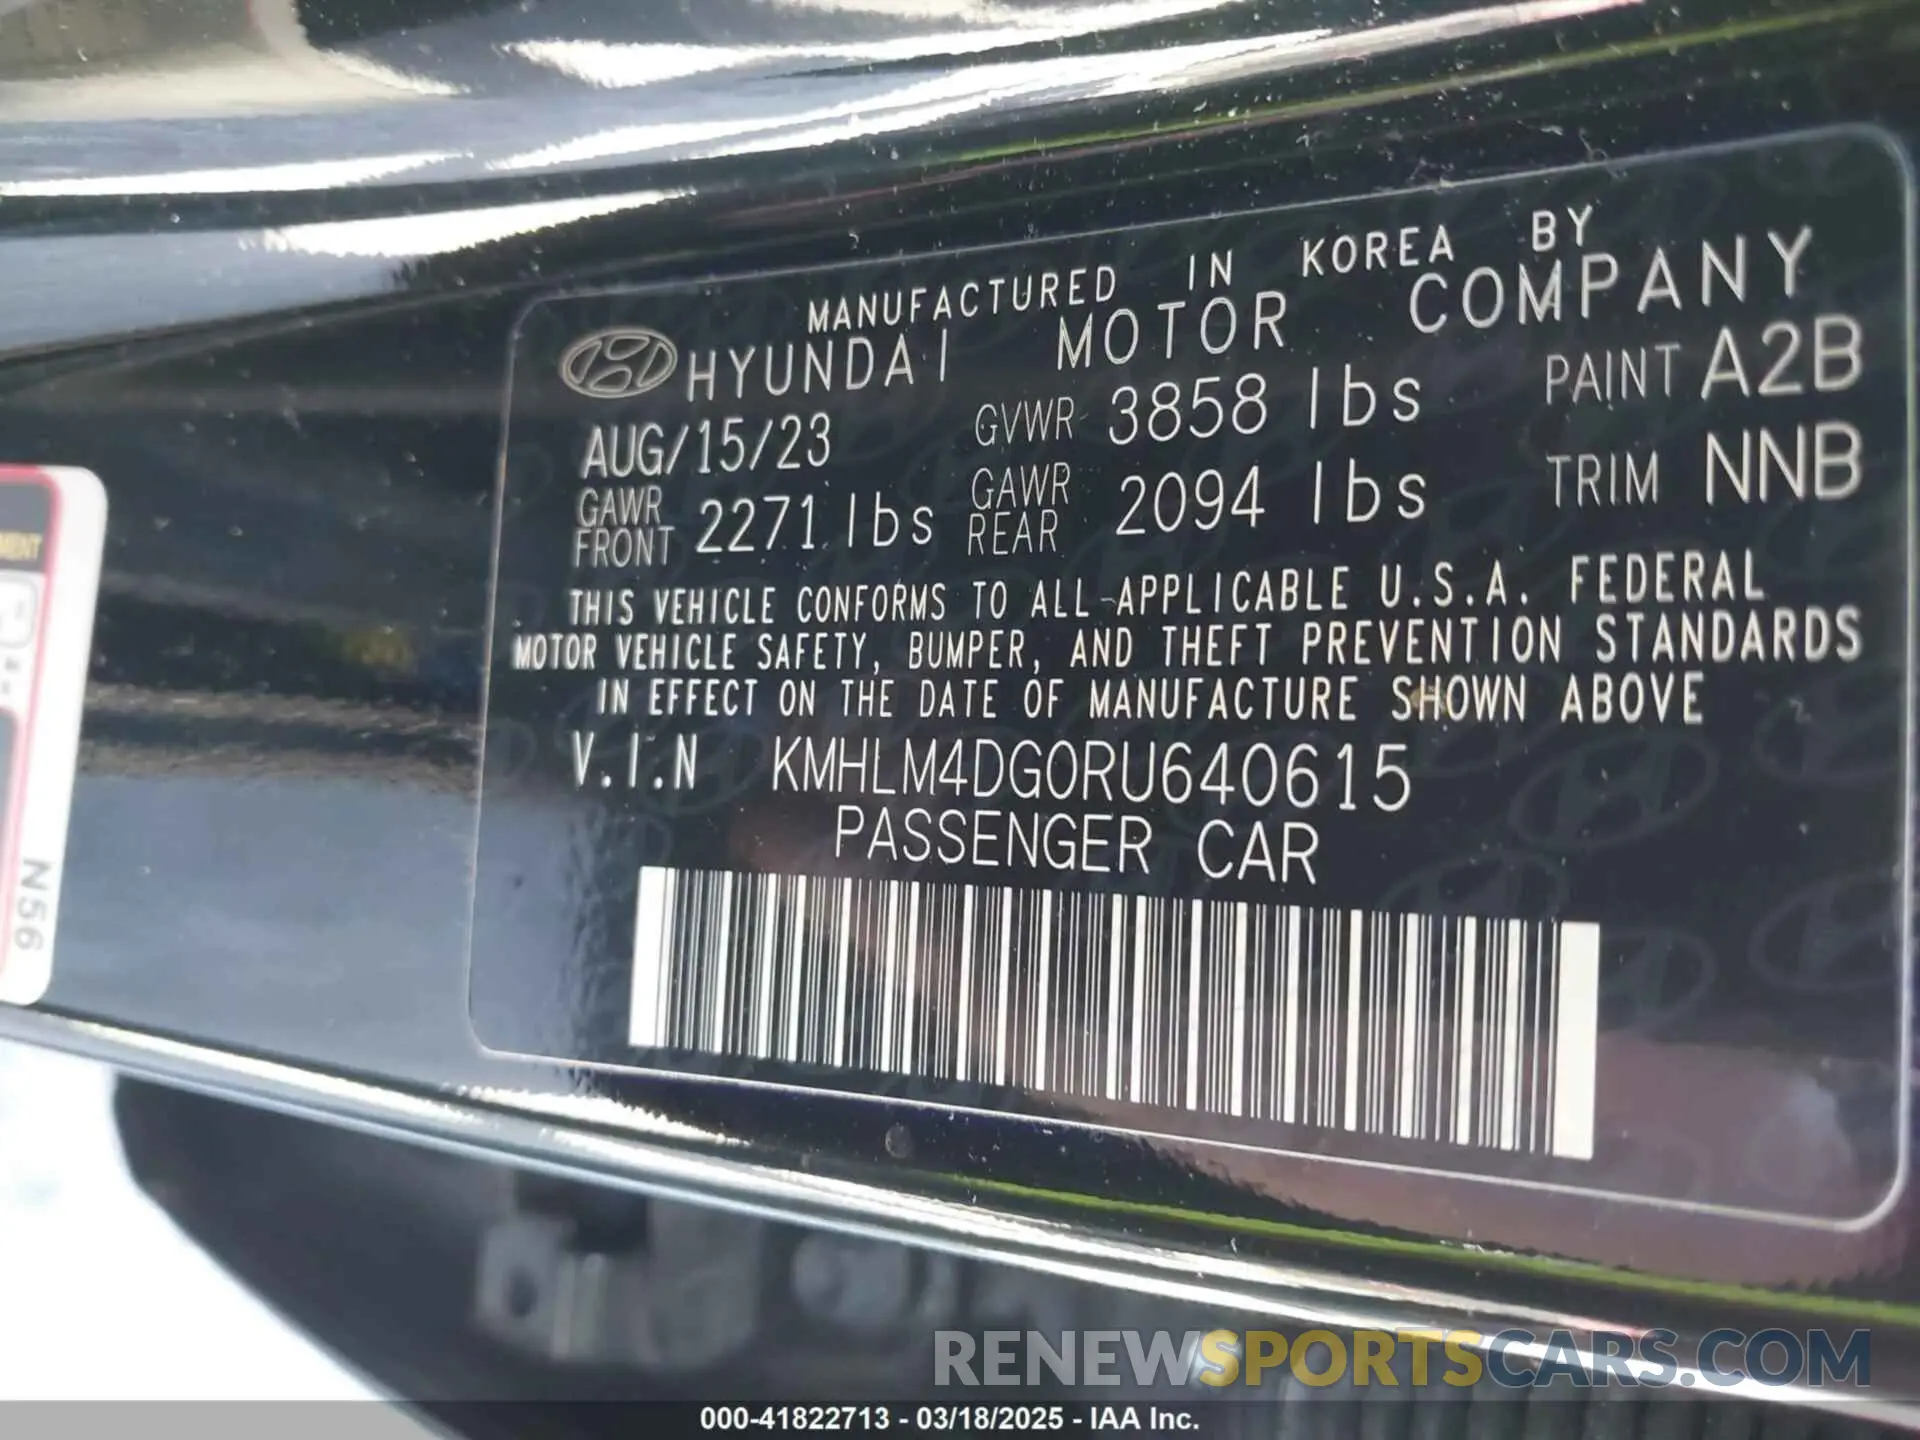 MANUFACTURED IN KOREA BY
HYUNDAI MOTOR COMPANY
AUG/15/23 GVWR 3858 lbs PAINT A2B
GAWR FRONT 2271 lbs GAWR REAR 2094 lbs TRIM NNB
THIS VEHICLE CONFORMS TO ALL APPLICABLE U.S.A. FEDERAL
MOTOR VEHICLE SAFETY, BUMPER, AND THEFT PREVENTION STANDARDS
IN EFFECT ON THE DATE OF MANUFACTURE SHOWN ABOVE
V.I.N KMHLM4DG0RU640615
PASSENGER CAR
N56
RENEWSPORTSCARS.COM
000-41822713 - 03/18/2025 - IAA Inc.